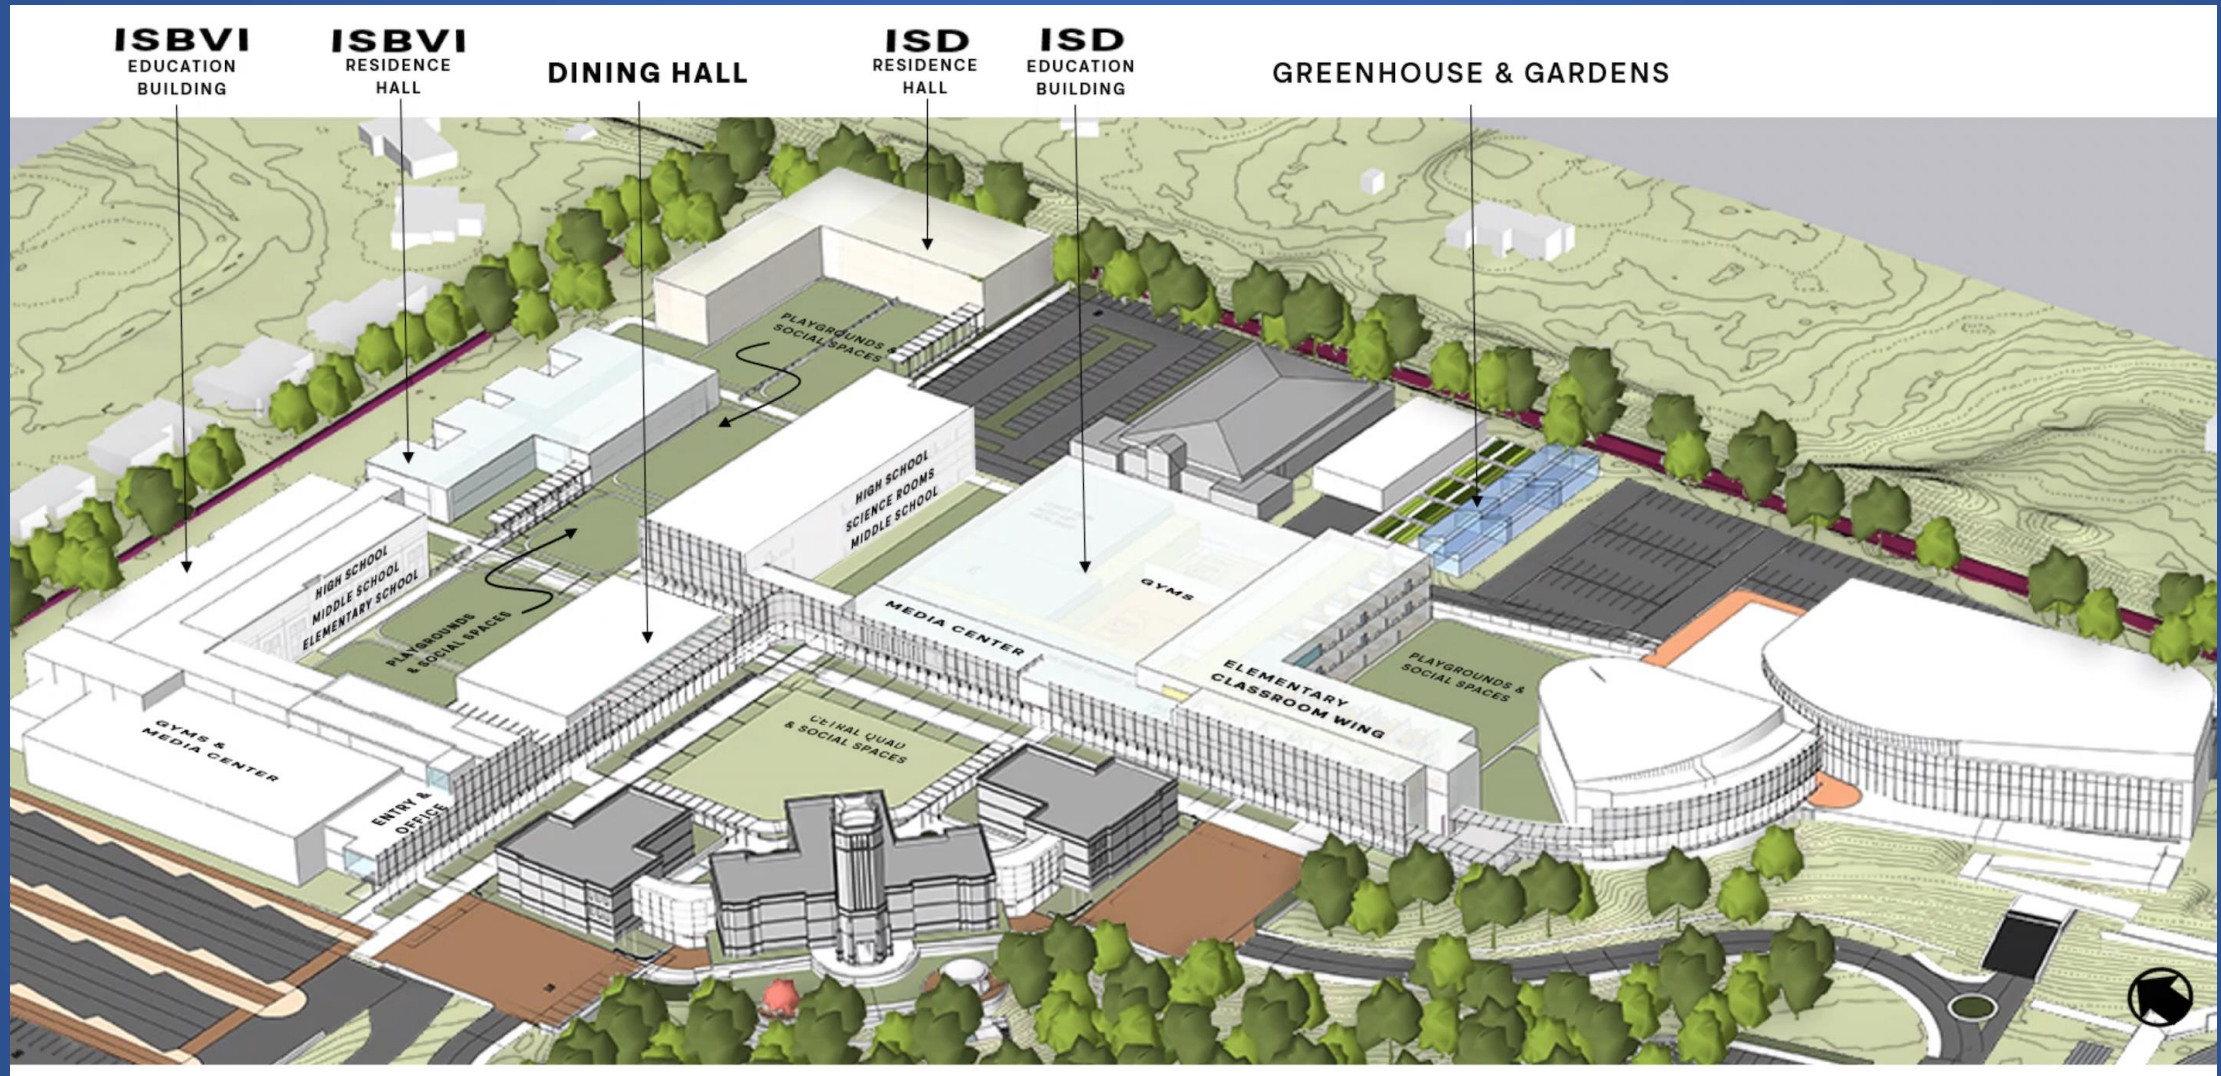 ISBVI
EDUCATION
BUILDING
ISBVI
RESIDENCE
HALL
DINING HALL
ISD
RESIDENCE
HALL
ISD
EDUCATION
BUILDING
GREENHOUSE & GARDENS
PLAYGROUNDS &
SOCIAL SPACES
HIGH SCHOOL
SCIENCE ROOMS
MIDDLE SCHOOL
HIGH SCHOOL
MIDDLE SCHOOL
ELEMENTARY SCHOOL
PLAYGROUNDS
& SOCIAL SPACES
GYMS
MEDIA CENTER
ELEMENTARY
CLASSROOM WING
PLAYGROUNDS &
SOCIAL SPACES
GYMS &
MEDIA CENTER
ENTRY &
OFFICE
QUAD
& SOCIAL SPACES